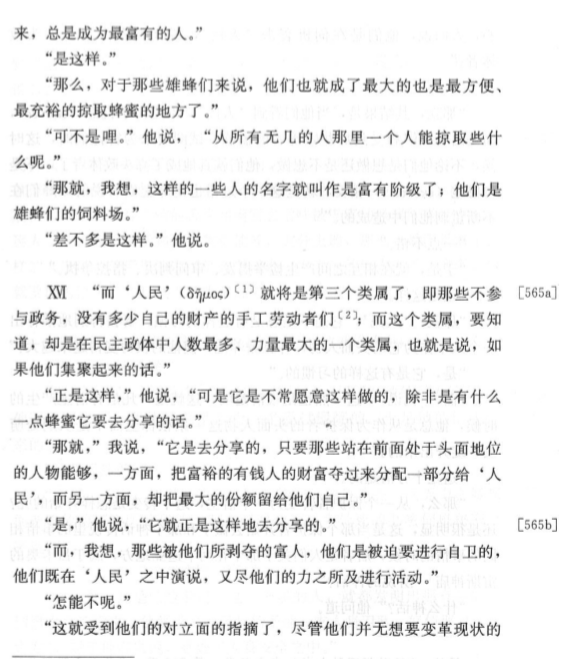 来，总是成为最富有的人。”
“是这样。”
“那么，对于那些雄蜂们来说，他们也就成了最大的也是最方便、
最充裕的掠取蜂蜜的地方了。”
“可不是哩。”他说，“从所有无几的人那里一个人能掠取些什
么呢。”
“那就，我想，这样的一些人的名字就叫作是富有阶级了；他们是
雄蜂们的饲料场。”
“差不多是这样。”他说。
XVI “而‘人民’（δῆμος）〔1〕就将是第三个类属了，即那些不参 [565a]
与政务，没有多少自己的财产的手工劳动者们〔2〕；而这个类属，要知
道，却是在民主政体中人数最多、力量最大的一个类属，也就是说，如
果他们集聚起来的话。”
“正是这样，”他说，“可是它是不常愿意这样做的，除非是有什么
一点蜂蜜它要去分享的话。”
“那就，”我说，“它是去分享的，只要那些站在前面处于头面地位
的人物能够，一方面，把富裕的有钱人的财富夺过来分配一部分给‘人
民’，而另一方面，却把最大的份额留给他们自己。”
“是，”他说，“它就正是这样地去分享的。” [565b]
“而，我想，那些被他们所剥夺的富人，他们是被迫要进行自卫的，
他们既在‘人民’之中演说，又尽他们的力之所及进行活动。”
“怎能不呢。”
“这就受到他们的对立面的指摘了，尽管他们并无想要变革现状的